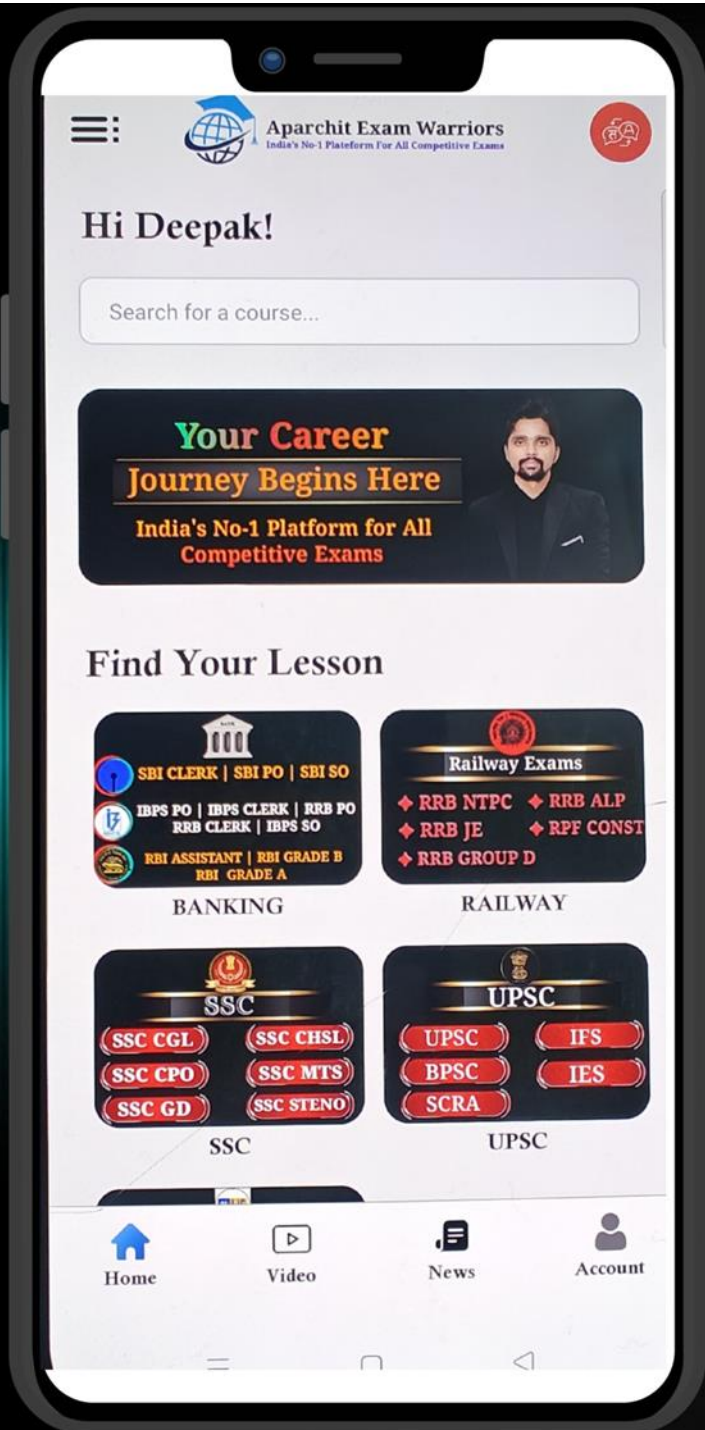 Aparchit Exam Warriors
India's No-1 Plateform For All Competitive Exams
Hi Deepak!
Search for a course...
Your Career
Journey Begins Here
India's No-1 Platform for All
Competitive Exams
Find Your Lesson
SBI CLERK | SBI PO | SBI SO
IBPS PO | IBPS CLERK | RRB PO
RRB CLERK | IBPS SO
RBI ASSISTANT | RBI GRADE B
RBI GRADE A
BANKING
Railway Exams
RRB NTPC RRB ALP
RRB JE RPF CONST
RRB GROUP D
RAILWAY
SSC
SSC CGL SSC CHSL
SSC CPO SSC MTS
SSC GD SSC STENO
SSC
UPSC
UPSC IFS
BPSC IES
SCRA
UPSC
Home
Video
News
Account